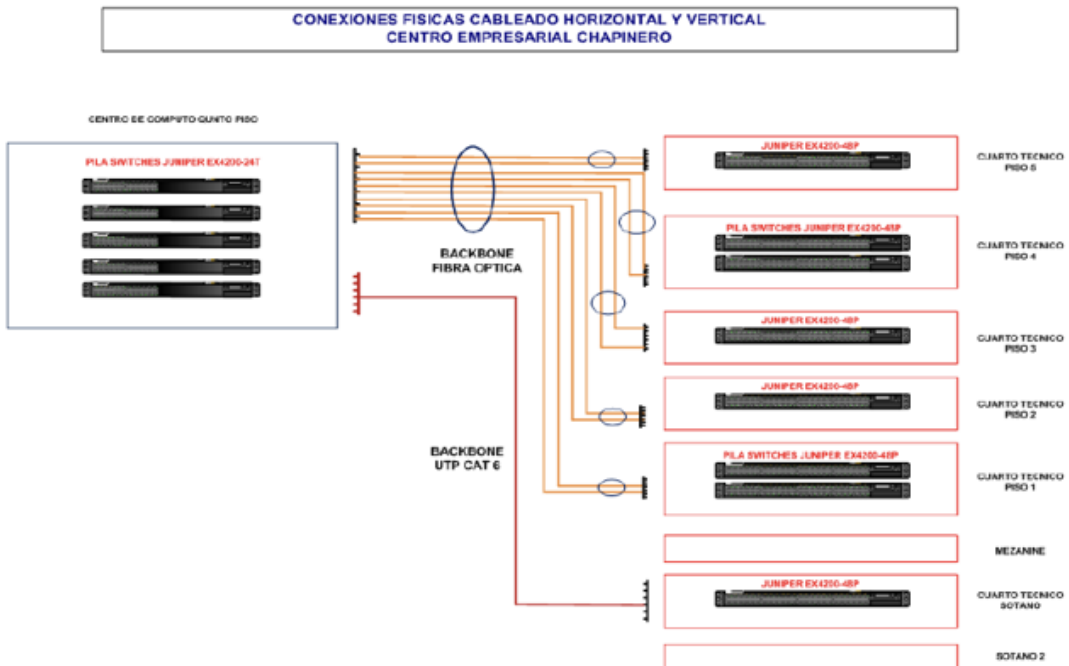 CONEXIONES FISICAS CABLEADO HORIZONTAL Y VERTICAL
CENTRO EMPRESARIAL CHAPINERO
CENTRO DE COMPUTO QUNTO PISO
PILA SWITCHES JUNIPER EX4200-24T
BACKBONE
FIBRA OPTICA
BACKBONE
UTP CAT 6
JUNIPER EX4200-48P
CUARTO TECNICO
PISO 5
PILA SWITCHES JUNIPER EX4200-48P
CUARTO TECNICO
PISO 4
JUNIPER EX4200-48P
CUARTO TECNICO
PISO 3
JUNIPER EX4200-48P
CUARTO TECNICO
PISO 2
PILA SWITCHES JUNIPER EX4200-48P
CUARTO TECNICO
PISO 1
MEZANINE
JUNIPER EX4200-48P
CUARTO TECNICO
SOTANO
SOTANO 2